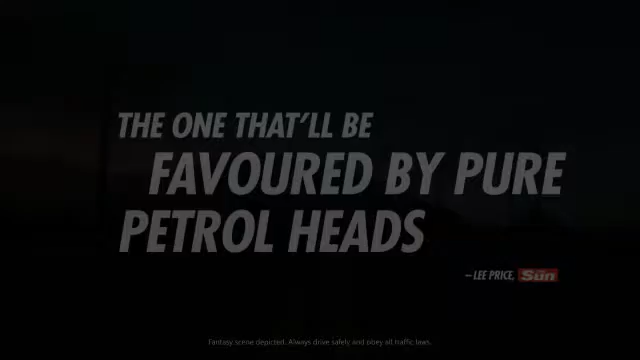 THE ONE THAT'LL BE
FAVOURED BY PURE
PETROL HEADS
– LEE PRICE, THE Sun
Fantasy scene depicted. Always drive safely and obey all traffic laws.